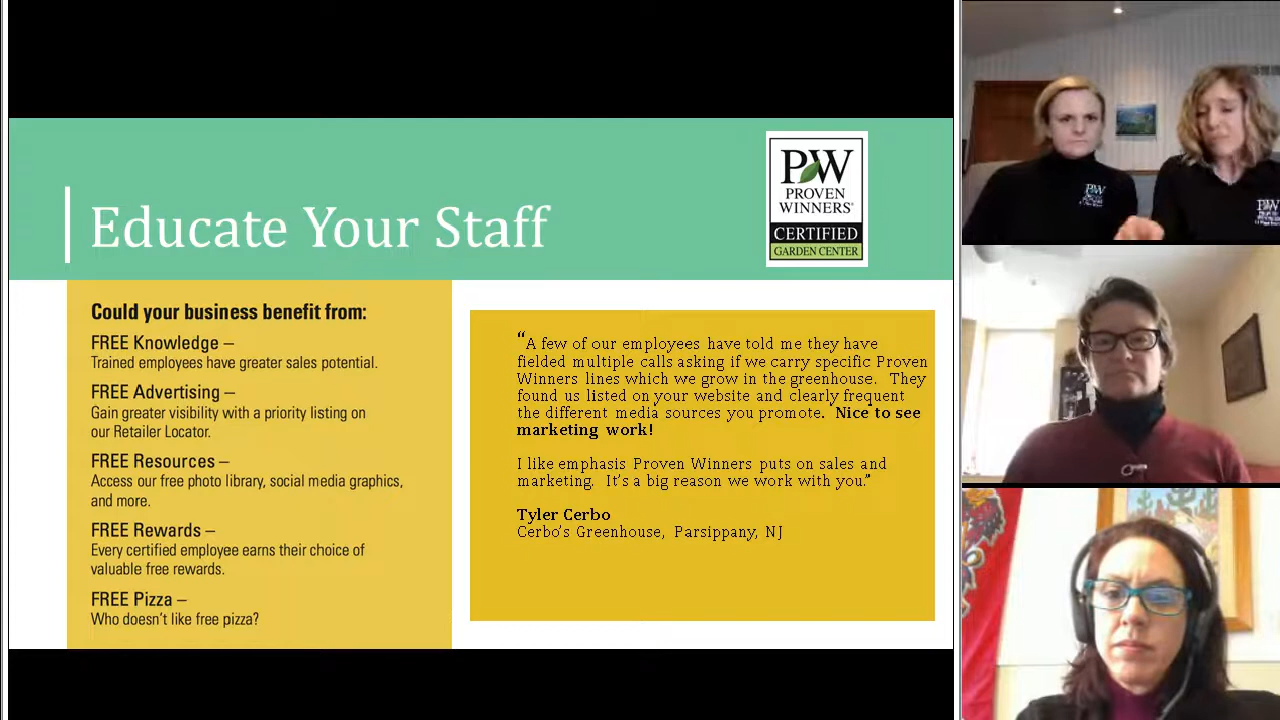 PW
PROVEN
WINNERS®
CERTIFIED
GARDEN CENTER
Educate Your Staff
Could your business benefit from:
FREE Knowledge –
Trained employees have greater sales potential.
FREE Advertising –
Gain greater visibility with a priority listing on
our Retailer Locator.
FREE Resources –
Access our free photo library, social media graphics,
and more.
FREE Rewards –
Every certified employee earns their choice of
valuable free rewards.
FREE Pizza –
Who doesn't like free pizza?
“A few of our employees have told me they have
fielded multiple calls asking if we carry specific Proven
Winners lines which we grow in the greenhouse. They
found us listed on your website and clearly frequent
the different media sources you promote. Nice to see
marketing work!
I like emphasis Proven Winners puts on sales and
marketing. It's a big reason we work with you.”
Tyler Cerbo
Cerbo's Greenhouse, Parsippany, NJ
PW
PW